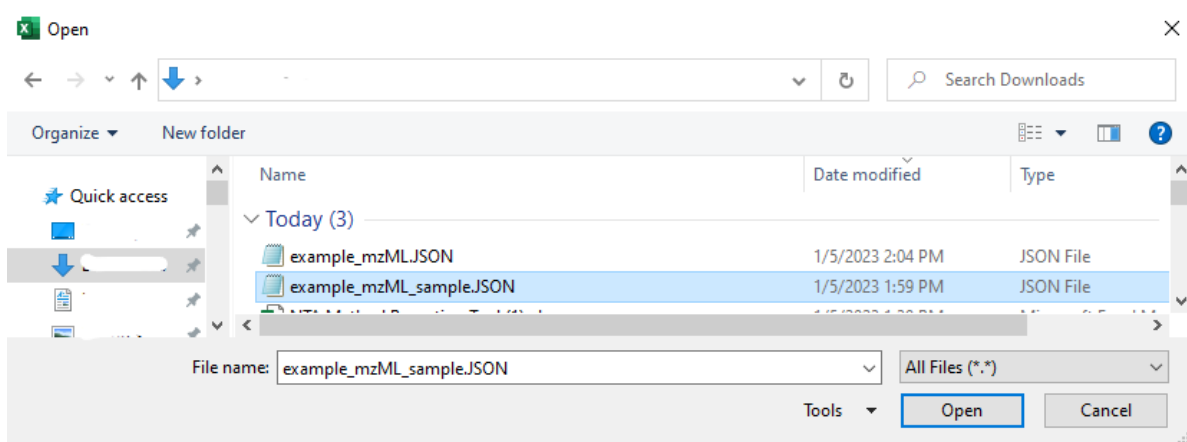 Open
Search Downloads
Organize New folder
Name Date modified Type
Quick access
Today (3)
example_mzML.JSON 1/5/2023 2:04 PM JSON File
example_mzML_sample.JSON 1/5/2023 1:59 PM JSON File
File name: example_mzML_sample.JSON All Files (*.*)
Tools Open Cancel